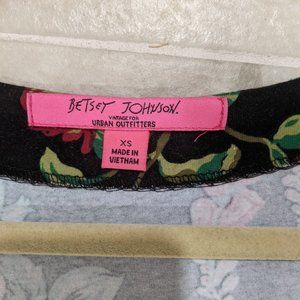 BETSEY JOHNSON.
VINTAGE FOR
URBAN OUTFITTERS
XS
MADE IN
VIETNAM